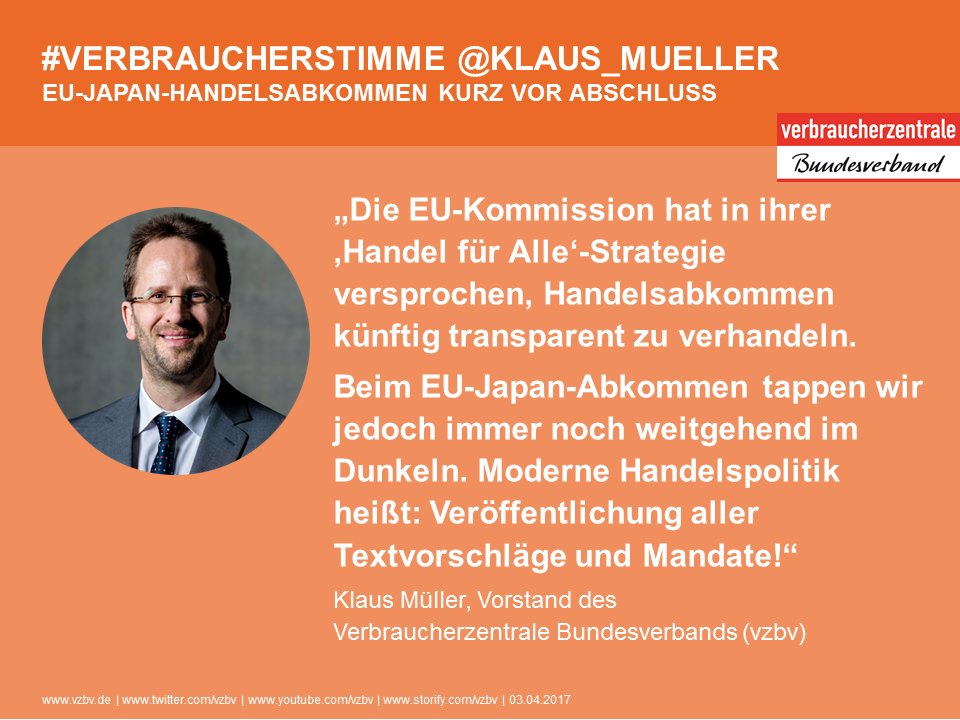 #VERBRAUCHERSTIMME @KLAUS_MUELLER
EU-JAPAN-HANDELSABKOMMEN KURZ VOR ABSCHLUSS
verbraucherzentrale
Bundesverband
„Die EU-Kommission hat in ihrer
‚Handel für Alle‘-Strategie
versprochen, Handelsabkommen
künftig transparent zu verhandeln.
Beim EU-Japan-Abkommen tappen wir
jedoch immer noch weitgehend im
Dunkeln. Moderne Handelspolitik
heißt: Veröffentlichung aller
Textvorschläge und Mandate!“
Klaus Müller, Vorstand des
Verbraucherzentrale Bundesverbands (vzbv)
www.vzbv.de | www.twitter.com/vzbv | www.youtube.com/vzbv | www.storify.com/vzbv | 03.04.2017